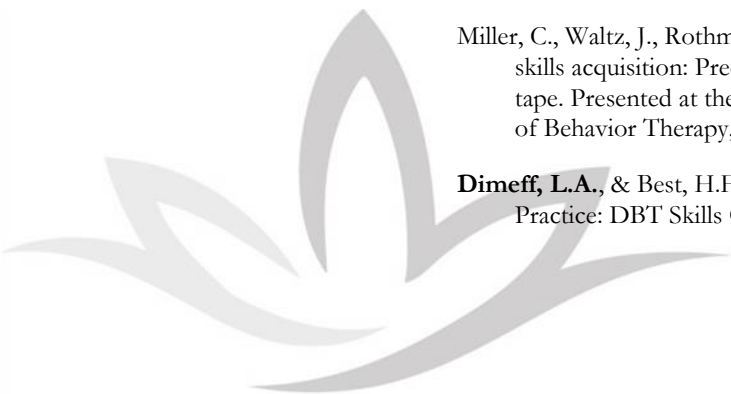 Miller, C., Waltz, J., Rothm
skills acquisition: Pre
tape. Presented at the
of Behavior Therapy,
Dimeff, L.A., & Best, H.
Practice: DBT Skills